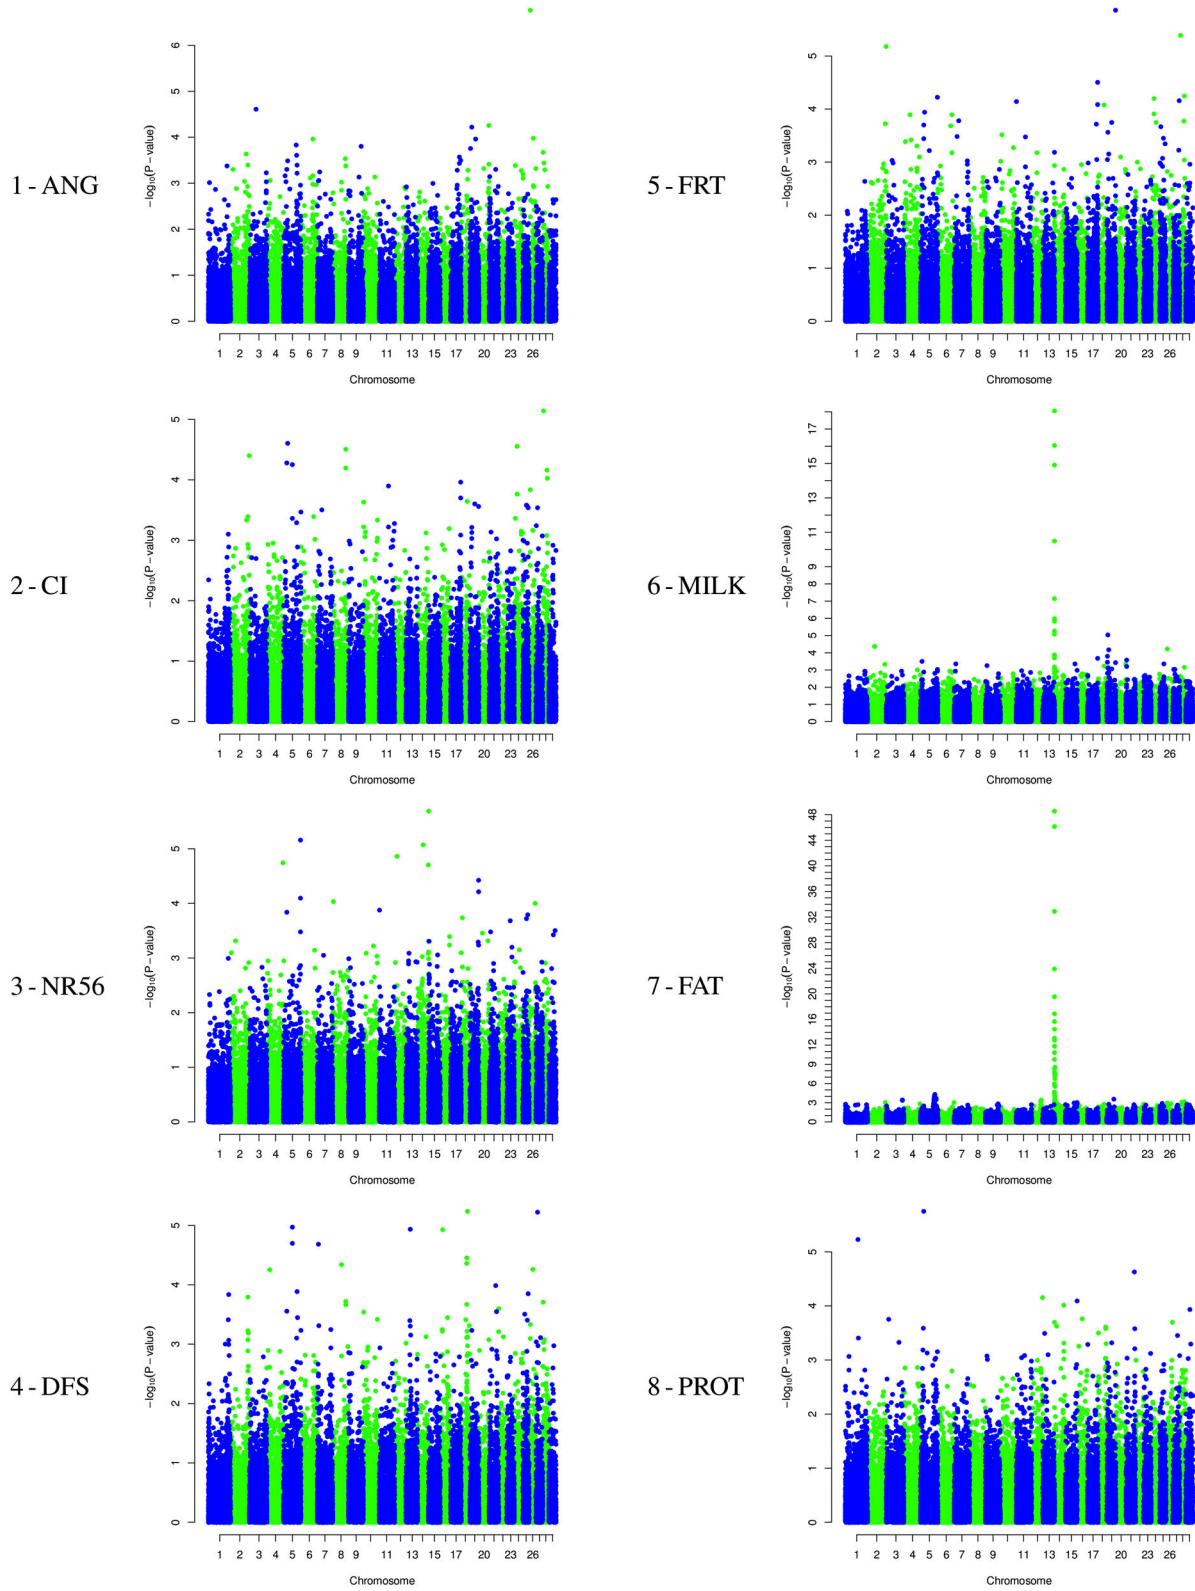 1 - ANG
−log10(P − value)
0 1 2 3 4 5 6
1 2 3 4 5 6 7 8 9 11 13 15 17 20 23 26
Chromosome
5 - FRT
−log10(P − value)
0 1 2 3 4 5
1 2 3 4 5 6 7 8 9 11 13 15 17 20 23 26
Chromosome
2 - CI
−log10(P − value)
0 1 2 3 4 5
1 2 3 4 5 6 7 8 9 11 13 15 17 20 23 26
Chromosome
6 - MILK
−log10(P − value)
0 1 2 3 4 5 6 7 8 9 11 13 15 17
1 2 3 4 5 6 7 8 9 11 13 15 17 20 23 26
Chromosome
3 - NR56
−log10(P − value)
0 1 2 3 4 5
1 2 3 4 5 6 7 8 9 11 13 15 17 20 23 26
Chromosome
7 - FAT
−log10(P − value)
0 1 3 6 9 12 16 20 24 28 32 36 40 44 48
1 2 3 4 5 6 7 8 9 11 13 15 17 20 23 26
Chromosome
4 - DFS
−log10(P − value)
0 1 2 3 4 5
1 2 3 4 5 6 7 8 9 11 13 15 17 20 23 26
Chromosome
8 - PROT
−log10(P − value)
0 1 2 3 4 5
1 2 3 4 5 6 7 8 9 11 13 15 17 20 23 26
Chromosome